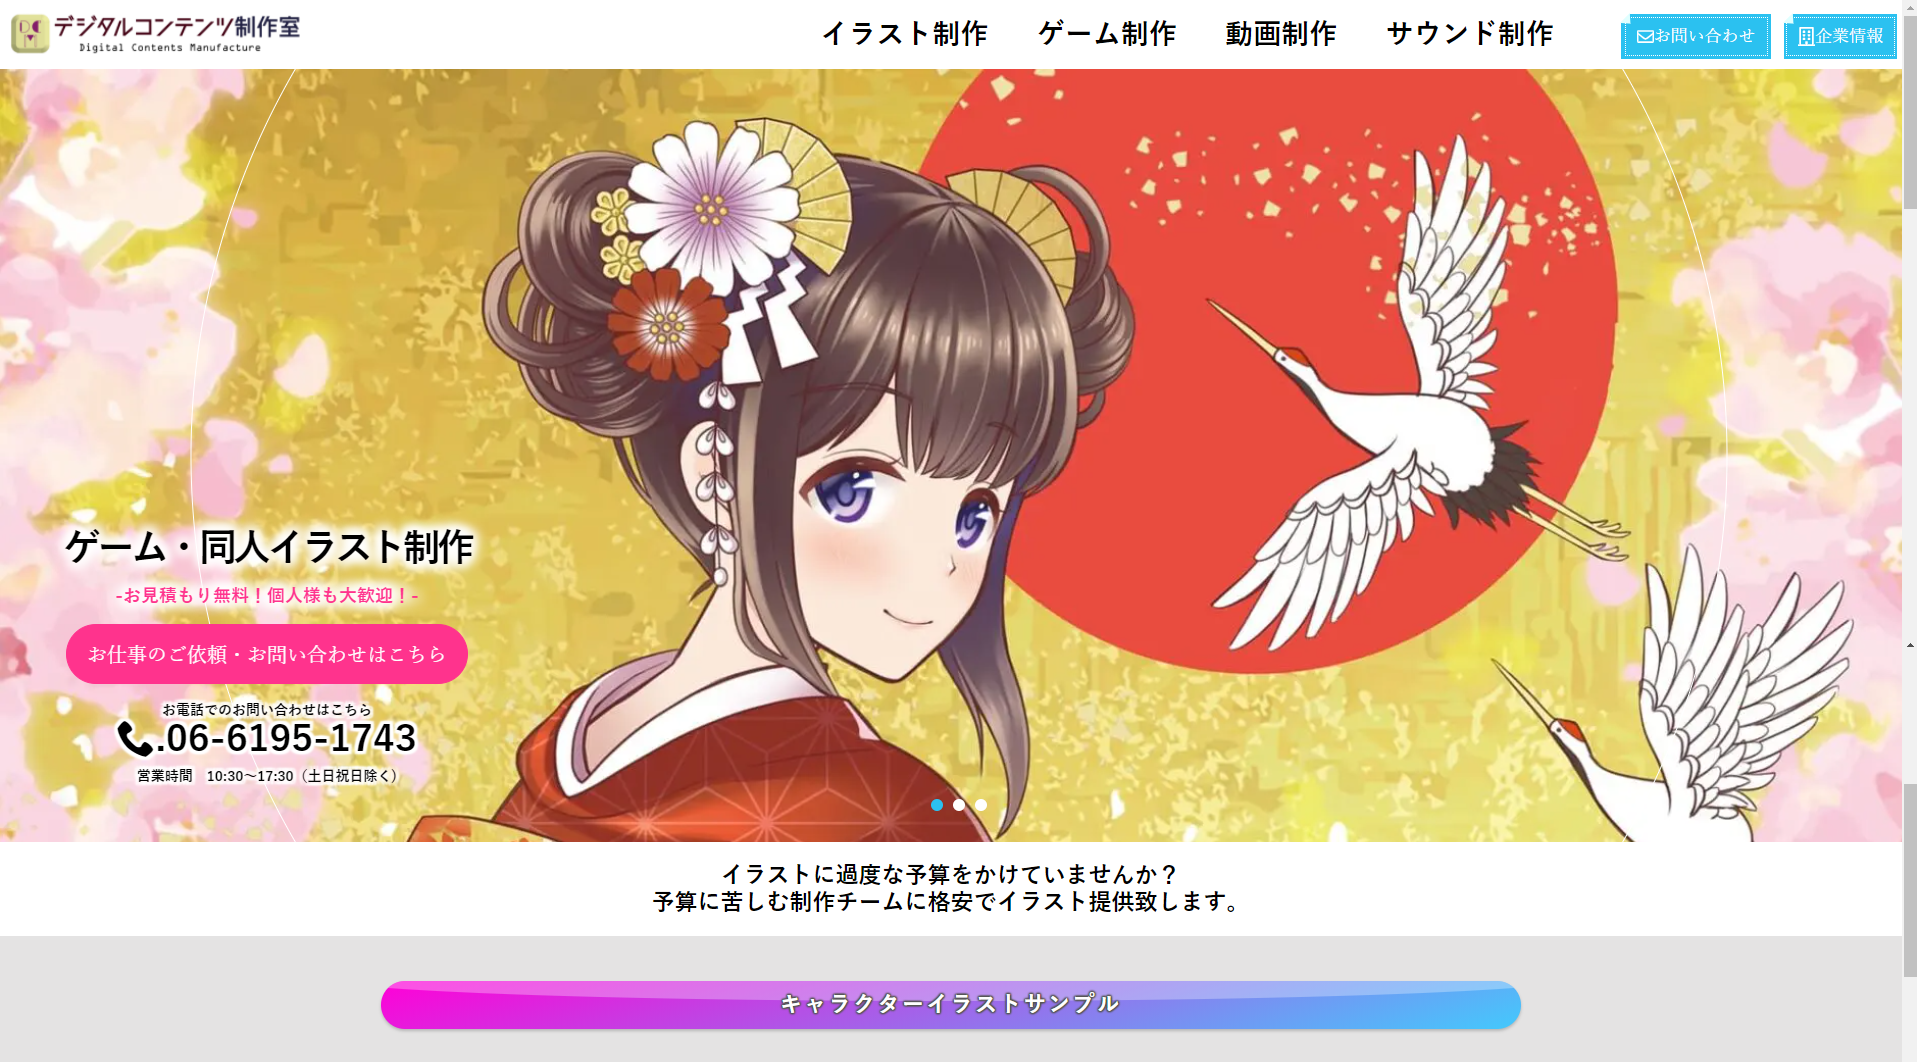 デジタルコンテンツ制作室
Digital Contents Manufacture
イラスト制作
ゲーム制作
動画制作
サウンド制作
お問い合わせ
企業情報
ゲーム・同人イラスト制作
-お見積もり無料！個人様も大歓迎！-
お仕事のご依頼・お問い合わせはこちら
お電話でのお問い合わせはこちら
.06-6195-1743
営業時間　10:30〜17:30（土日祝日除く）
イラストに過度な予算をかけていませんか？
予算に苦しむ制作チームに格安でイラスト提供致します。
キャラクターイラストサンプル